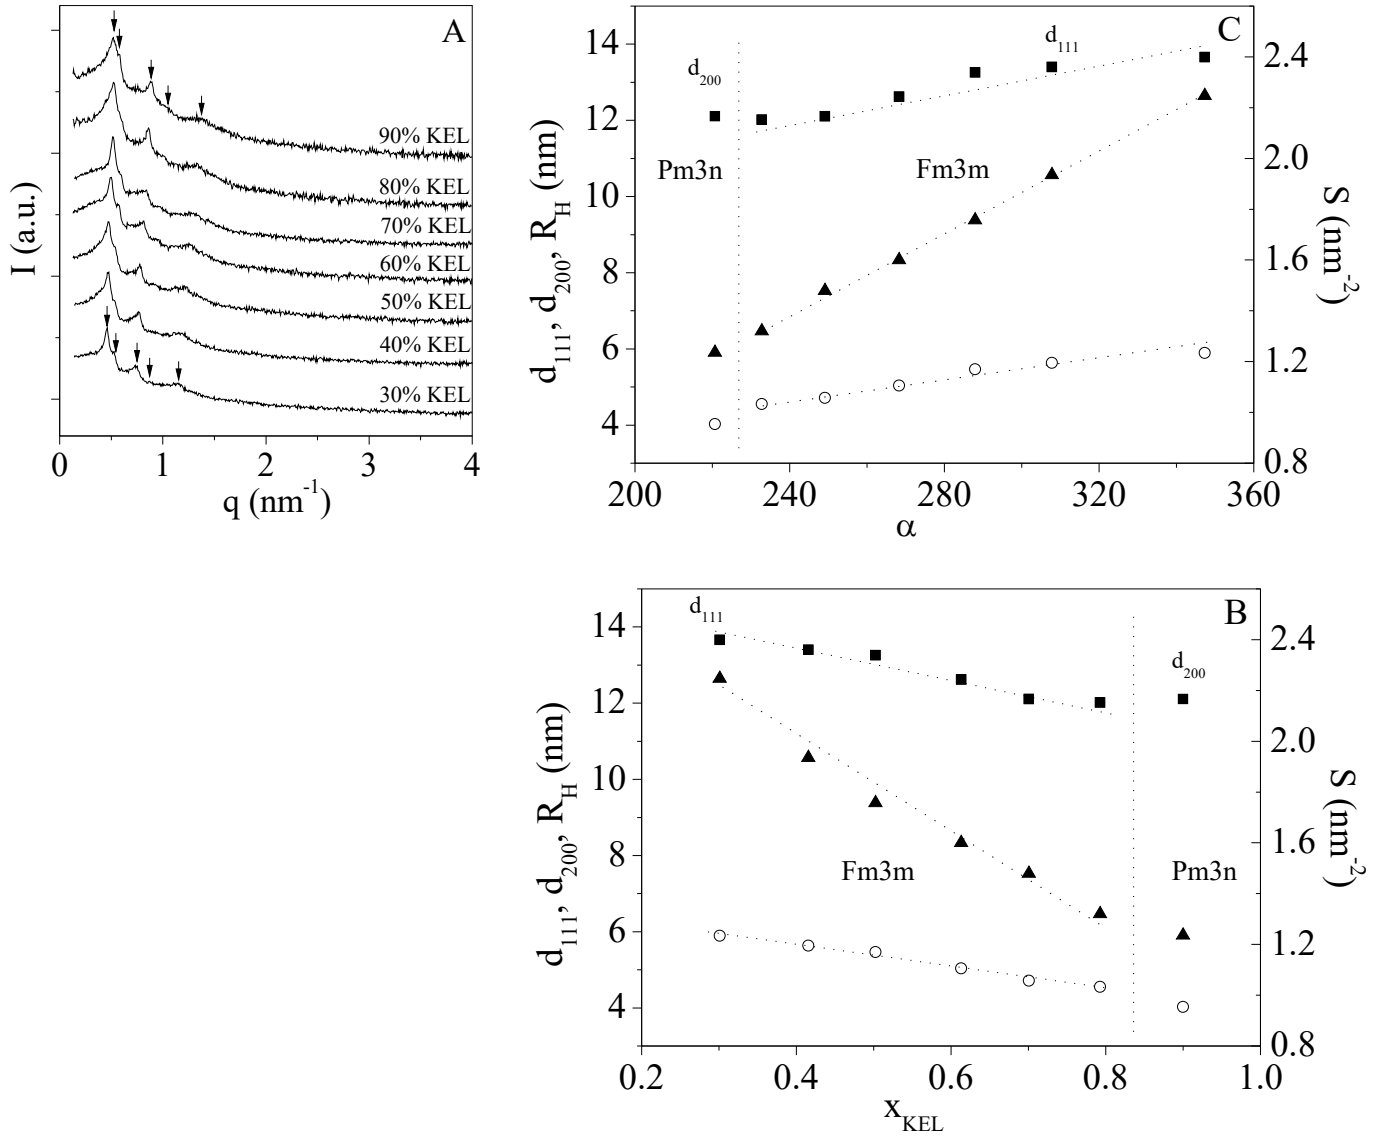 A
90% KEL
80% KEL
70% KEL
60% KEL
50% KEL
40% KEL
30% KEL
I (a.u.)
0 1 2 3 4
q (nm⁻¹)
C
d₂₀₀
d₁₁₁
Pm3n
Fm3m
14
12
10
8
6
4
d₁₁₁, d₂₀₀, R_H (nm)
2.4
2.0
1.6
1.2
0.8
S (nm⁻²)
200 240 280 320 360
α
B
d₁₁₁
d₂₀₀
Fm3m
Pm3n
14
12
10
8
6
4
d₁₁₁, d₂₀₀, R_H (nm)
2.4
2.0
1.6
1.2
0.8
S (nm⁻²)
0.2 0.4 0.6 0.8 1.0
x_KEL